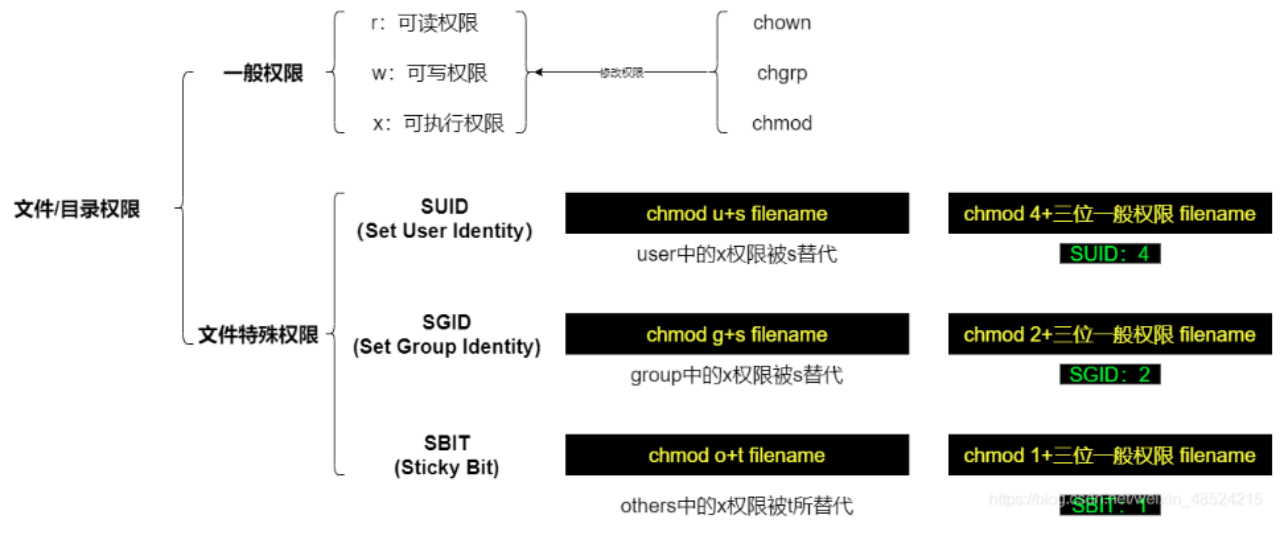 文件/目录权限
一般权限
r：可读权限
w：可写权限
x：可执行权限
修改权限
chown
chgrp
chmod
文件特殊权限
SUID
（Set User Identity）
chmod u+s filename
user中的x权限被s替代
chmod 4+三位一般权限 filename
SUID：4
SGID
(Set Group Identity)
chmod g+s filename
group中的x权限被s替代
chmod 2+三位一般权限 filename
SGID：2
SBIT
(Sticky Bit)
chmod o+t filename
others中的x权限被t所替代
chmod 1+三位一般权限 filename
SBIT：1
https://blog.csdn.net/weixin_48524215